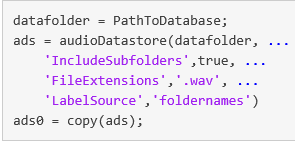 datafolder = PathToDatabase;
ads = audioDatastore(datafolder, ...
    'IncludeSubfolders',true, ...
    'FileExtensions','.wav', ...
    'LabelSource','foldernames')
ads0 = copy(ads);